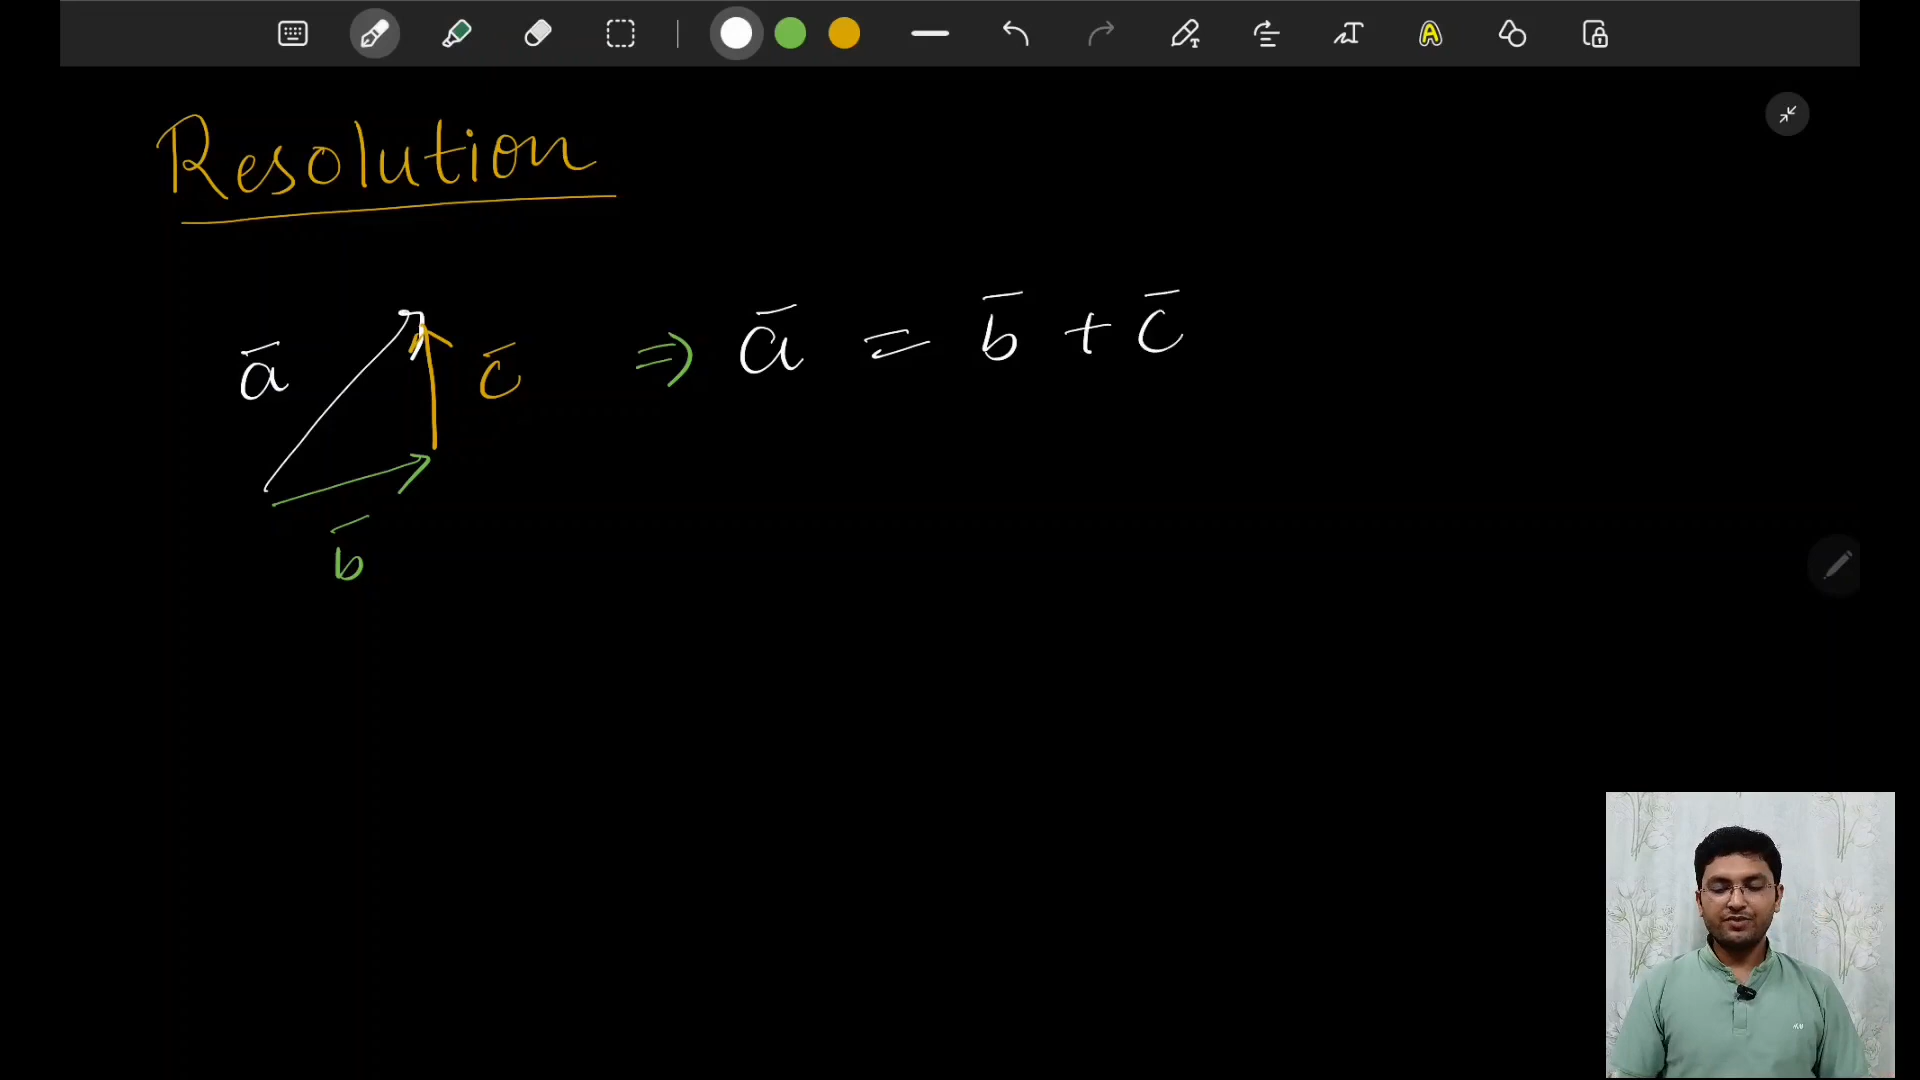 Resolution
a̅ c̅ ⇒ a̅ = b̅ + c̅
b̅